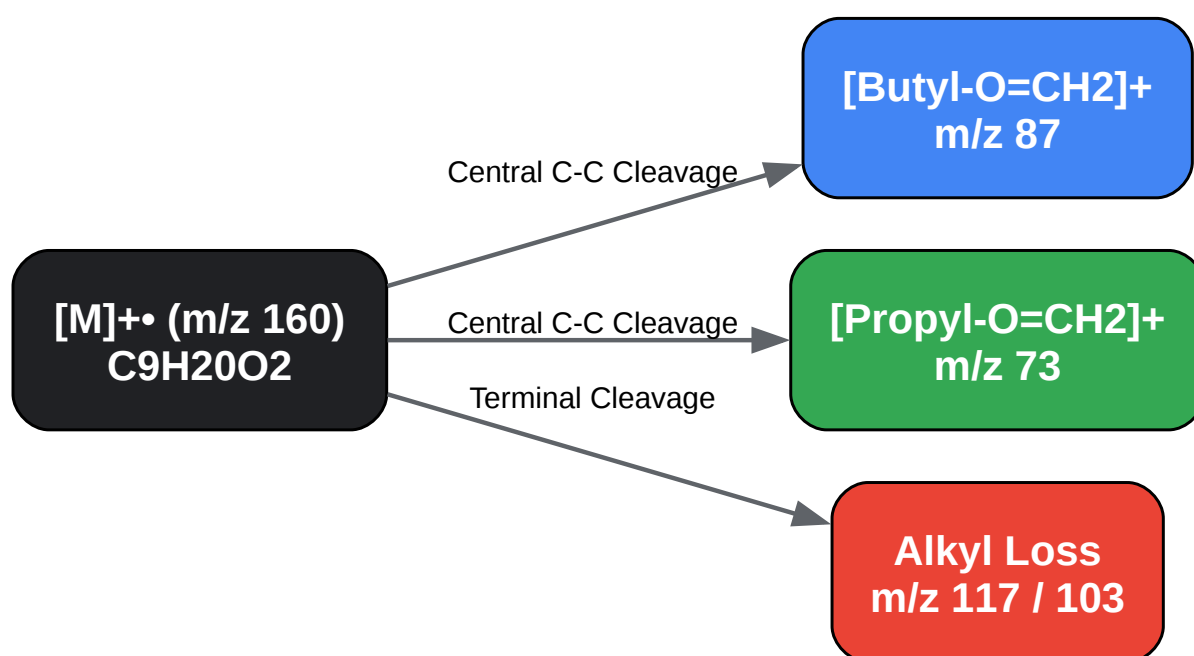 [Butyl-O=CH2]+
m/z 87
Central C-C Cleavage
[M]+• (m/z 160)
C9H20O2
Central C-C Cleavage
[Propyl-O=CH2]+
m/z 73
Terminal Cleavage
Alkyl Loss
m/z 117 / 103